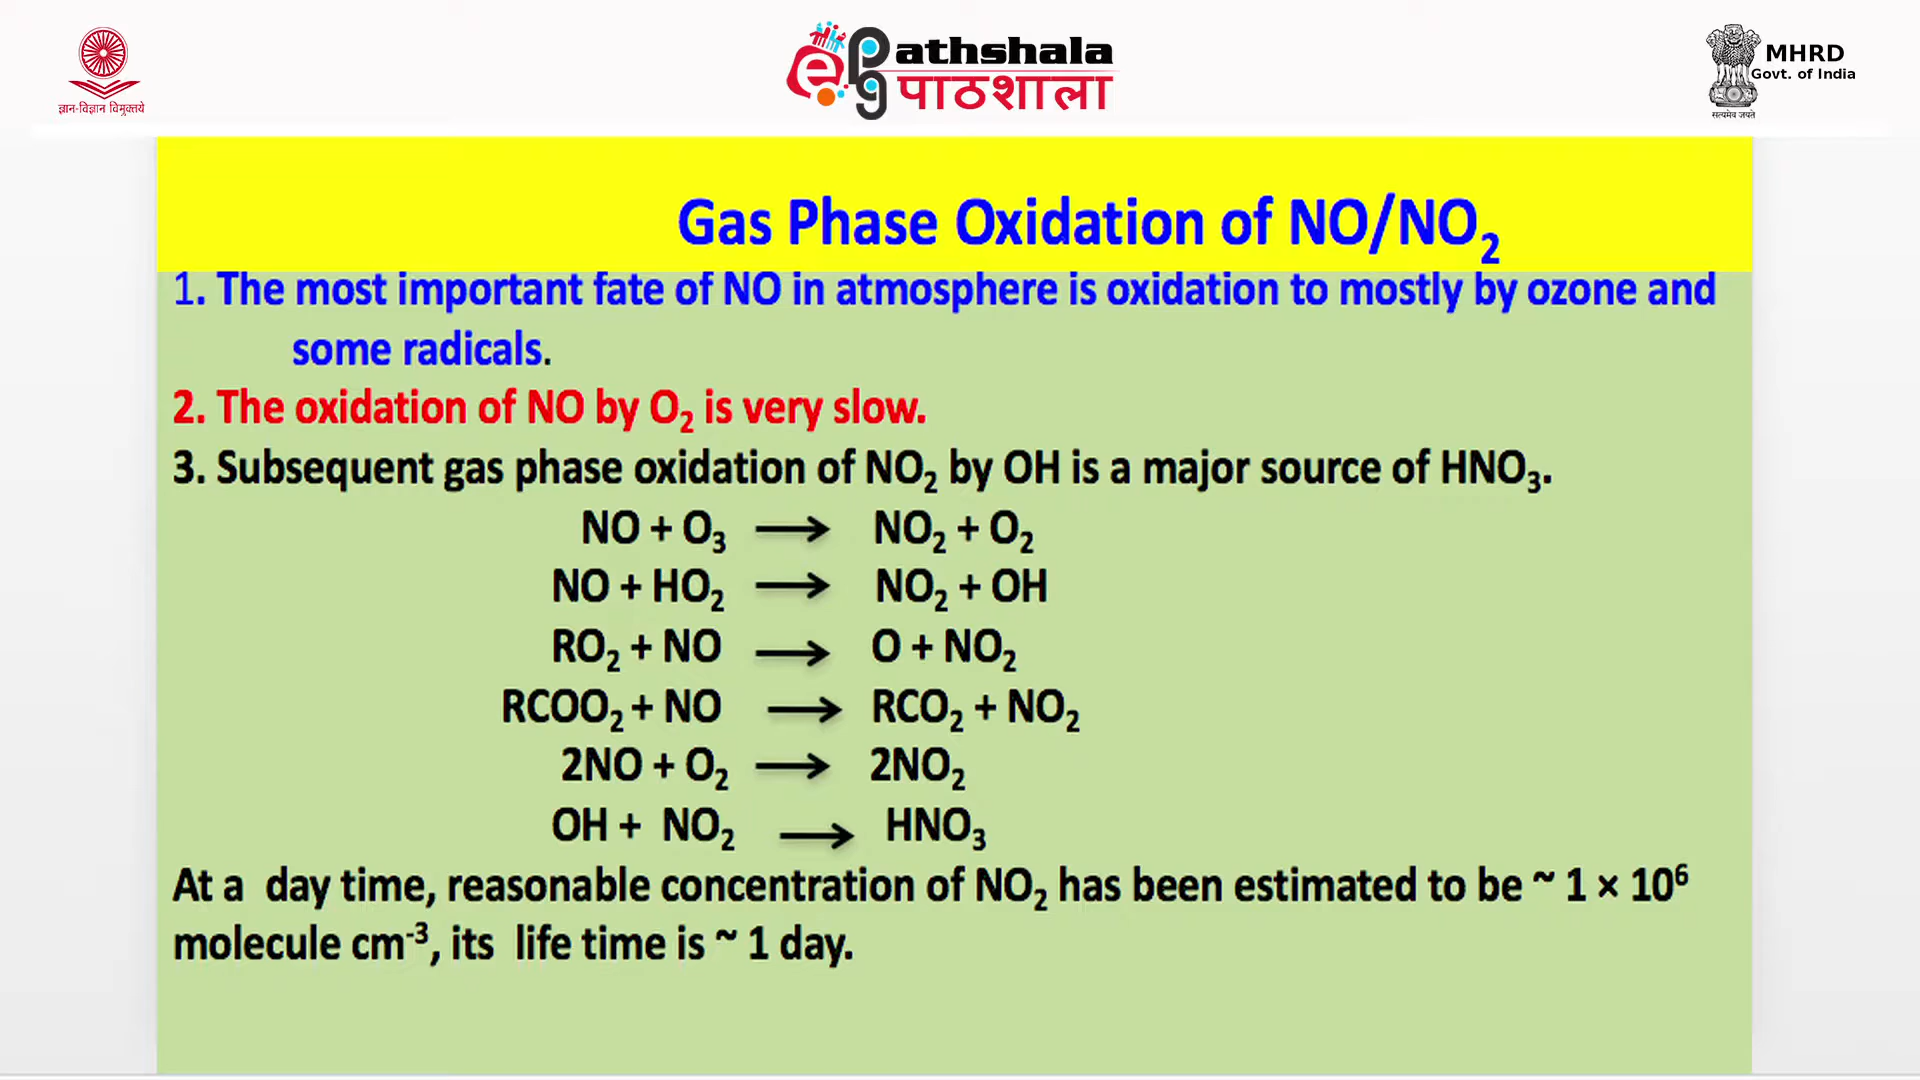 ज्ञान-विज्ञान विमुक्तये
ePathshala
पाठशाला
MHRD
Govt. of India
सत्यमेव जयते
Gas Phase Oxidation of NO/NO₂
1. The most important fate of NO in atmosphere is oxidation to mostly by ozone and
some radicals.
2. The oxidation of NO by O₂ is very slow.
3. Subsequent gas phase oxidation of NO₂ by OH is a major source of HNO₃.
NO + O₃ ⟶ NO₂ + O₂
NO + HO₂ ⟶ NO₂ + OH
RO₂ + NO ⟶ O + NO₂
RCOO₂ + NO ⟶ RCO₂ + NO₂
2NO + O₂ ⟶ 2NO₂
OH + NO₂ ⟶ HNO₃
At a day time, reasonable concentration of NO₂ has been estimated to be ~ 1 × 10⁶
molecule cm⁻³, its life time is ~ 1 day.